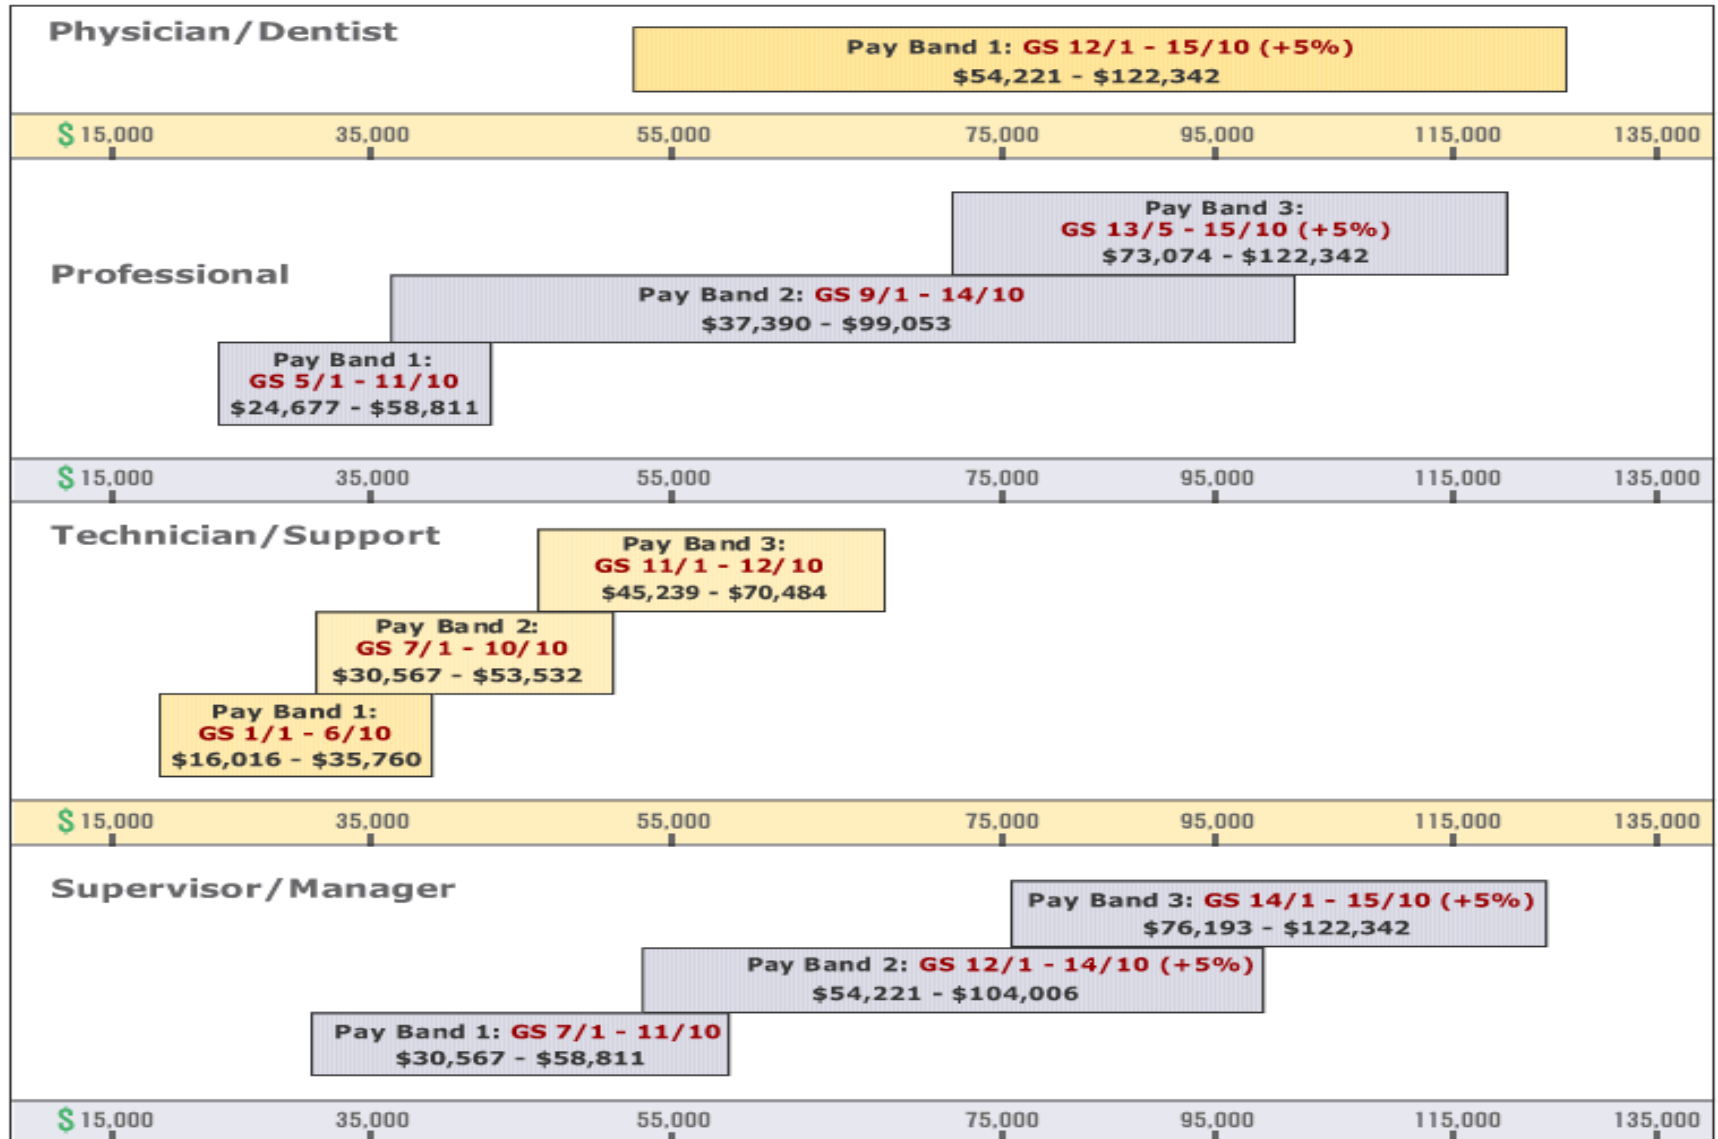 Physician/Dentist
Pay Band 1: GS 12/1 - 15/10 (+5%)
$54,221 - $122,342
$ 15,000 35,000 55,000 75,000 95,000 115,000 135,000
Pay Band 3:
GS 13/5 - 15/10 (+5%)
$73,074 - $122,342
Professional
Pay Band 2: GS 9/1 - 14/10
$37,390 - $99,053
Pay Band 1:
GS 5/1 - 11/10
$24,677 - $58,811
$ 15,000 35,000 55,000 75,000 95,000 115,000 135,000
Technician/Support
Pay Band 3:
GS 11/1 - 12/10
$45,239 - $70,484
Pay Band 2:
GS 7/1 - 10/10
$30,567 - $53,532
Pay Band 1:
GS 1/1 - 6/10
$16,016 - $35,760
$ 15,000 35,000 55,000 75,000 95,000 115,000 135,000
Supervisor/Manager
Pay Band 3: GS 14/1 - 15/10 (+5%)
$76,193 - $122,342
Pay Band 2: GS 12/1 - 14/10 (+5%)
$54,221 - $104,006
Pay Band 1: GS 7/1 - 11/10
$30,567 - $58,811
$ 15,000 35,000 55,000 75,000 95,000 115,000 135,000